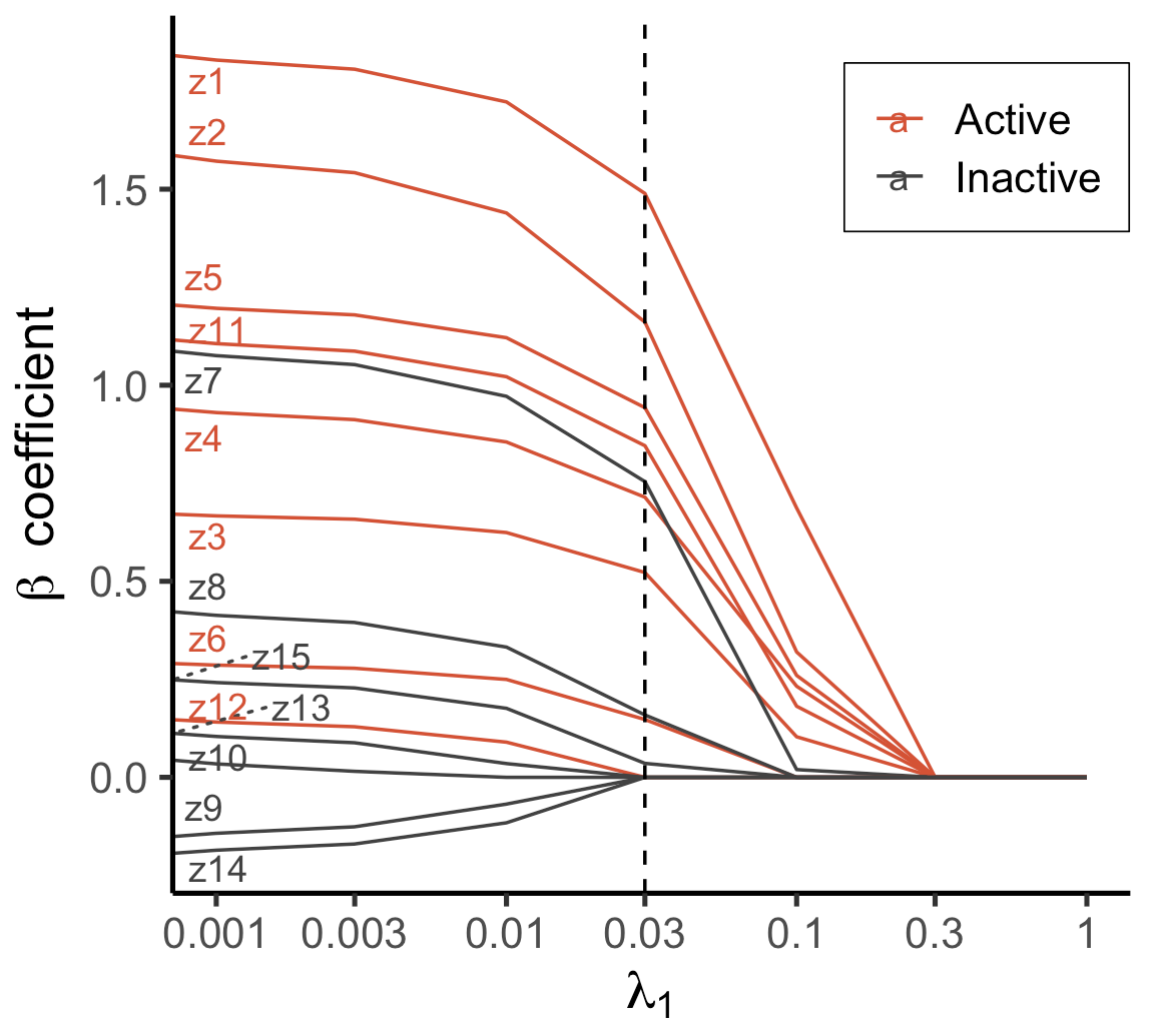 z1
z2
z5
z11
z7
z4
z3
z8
z6
z15
z12
z13
z10
z9
z14
a Active
a Inactive
1.5
1.0
0.5
0.0
β coefficient
0.001 0.003 0.01 0.03 0.1 0.3 1
λ1